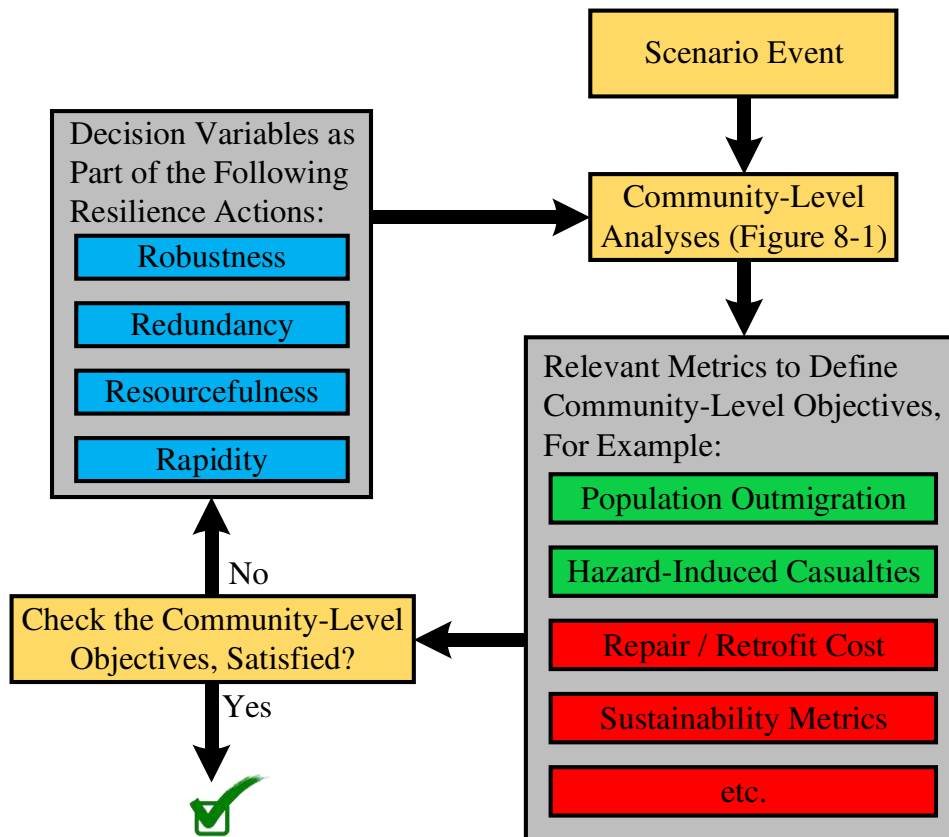 Scenario Event
Decision Variables as
Part of the Following
Resilience Actions:
Robustness
Redundancy
Resourcefulness
Rapidity
Community-Level
Analyses (Figure 8-1)
Relevant Metrics to Define
Community-Level Objectives,
For Example:
Population Outmigration
Hazard-Induced Casualties
Repair / Retrofit Cost
Sustainability Metrics
etc.
No
Check the Community-Level
Objectives, Satisfied?
Yes